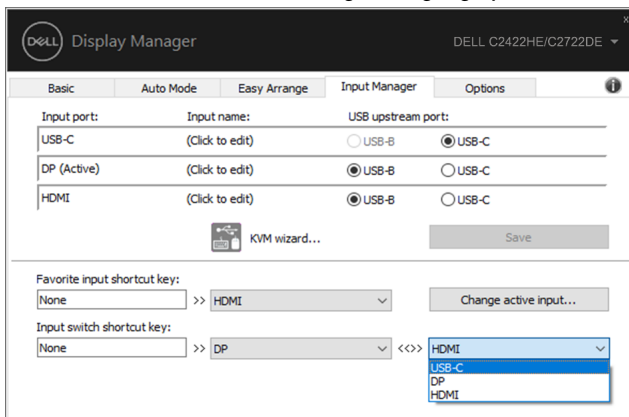 DELL Display Manager DELL C2422HE/C2722DE
x
Basic Auto Mode Easy Arrange Input Manager Options
Input port: Input name: USB upstream port:
USB-C (Click to edit) USB-B USB-C
DP (Active) (Click to edit) USB-B USB-C
HDMI (Click to edit) USB-B USB-C
KVM wizard... Save
Favorite input shortcut key:
None >> HDMI Change active input...
Input switch shortcut key:
None >> DP <<>> HDMI
USB-C
DP
HDMI